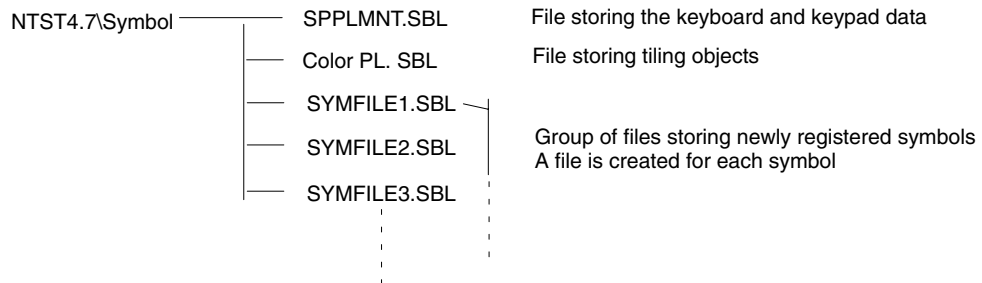 NTST4.7\Symbol SPPLMNT.SBL File storing the keyboard and keypad data
Color PL. SBL File storing tiling objects
SYMFILE1.SBL
SYMFILE2.SBL
SYMFILE3.SBL
Group of files storing newly registered symbols
A file is created for each symbol